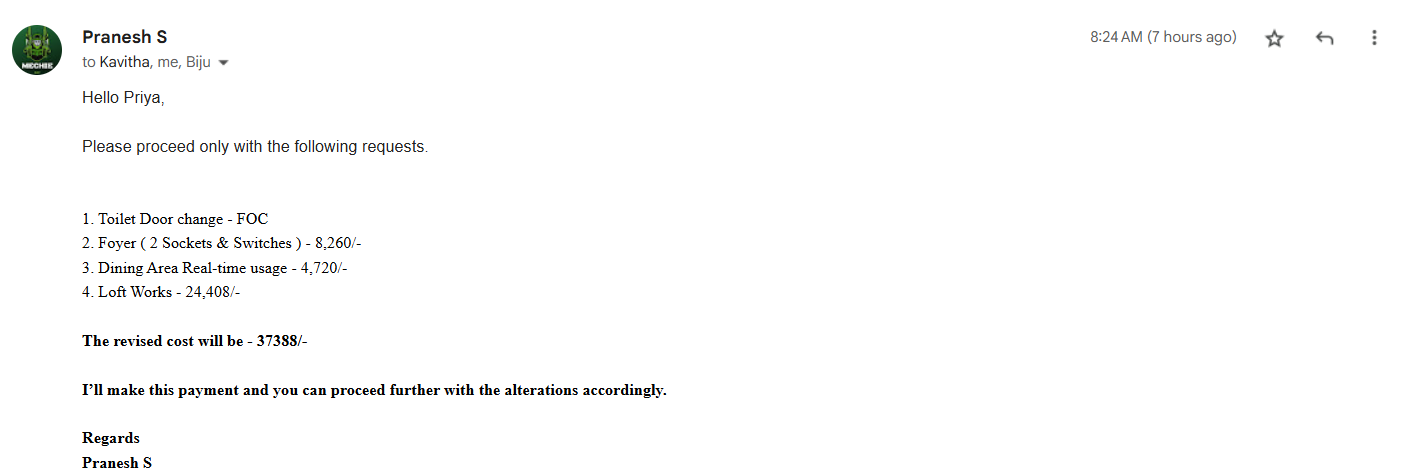 Pranesh S
8:24 AM (7 hours ago)
to Kavitha, me, Biju
MECHIE
Hello Priya,
Please proceed only with the following requests.
1. Toilet Door change - FOC
2. Foyer ( 2 Sockets & Switches ) - 8,260/-
3. Dining Area Real-time usage - 4,720/-
4. Loft Works - 24,408/-
The revised cost will be - 37388/-
I’ll make this payment and you can proceed further with the alterations accordingly.
Regards
Pranesh S